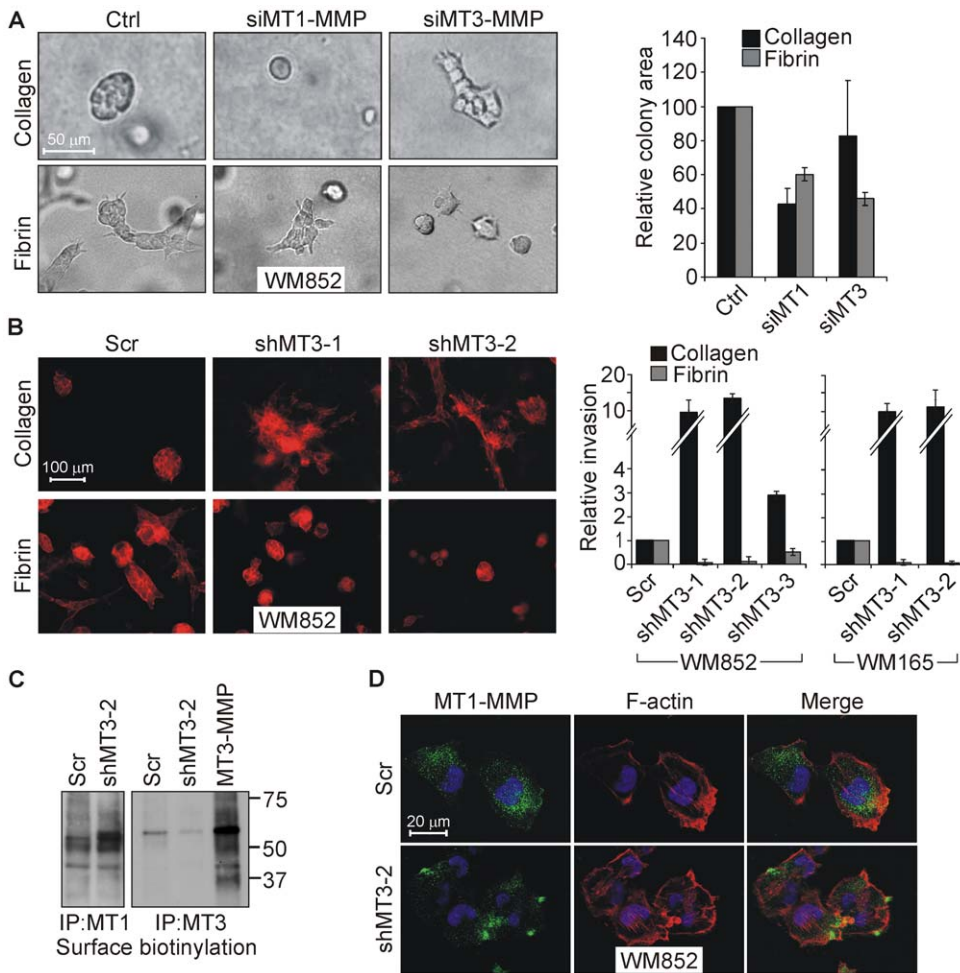 A
Ctrl
siMT1-MMP
siMT3-MMP
Collagen
50 μm
Fibrin
WM852
Relative colony area
140
120
100
80
60
40
20
0
Collagen
Fibrin
Ctrl
siMT1
siMT3
B
Scr
shMT3-1
shMT3-2
Collagen
100 μm
Fibrin
WM852
Relative invasion
15
10
4
3
2
1
0
Collagen
Fibrin
Scr
shMT3-1
shMT3-2
shMT3-3
WM852
Scr
shMT3-1
shMT3-2
WM165
C
Scr
shMT3-2
Scr
shMT3-2
MT3-MMP
75
50
37
IP:MT1
IP:MT3
Surface biotinylation
D
MT1-MMP
F-actin
Merge
Scr
20 μm
shMT3-2
WM852